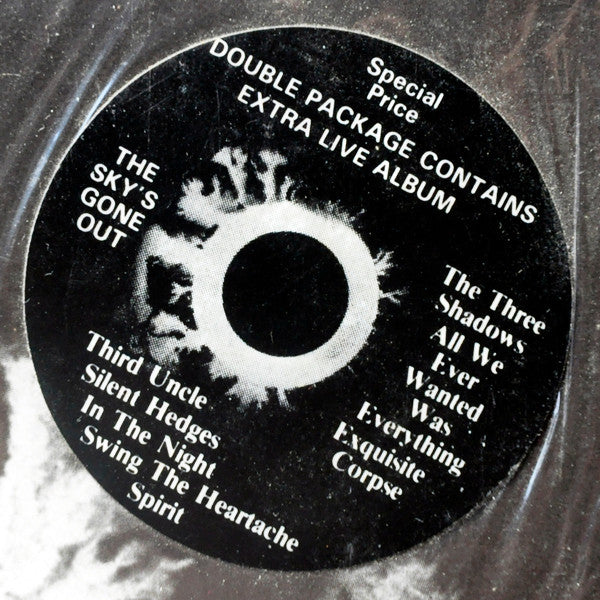 Special
Price
DOUBLE PACKAGE CONTAINS
EXTRA LIVE ALBUM
THE
SKY'S
GONE
OUT
Third Uncle
Silent Hedges
In The Night
Swing The Heartache
Spirit
The Three
Shadows
All We
Ever
Wanted
Was
Everything
Exquisite
Corpse